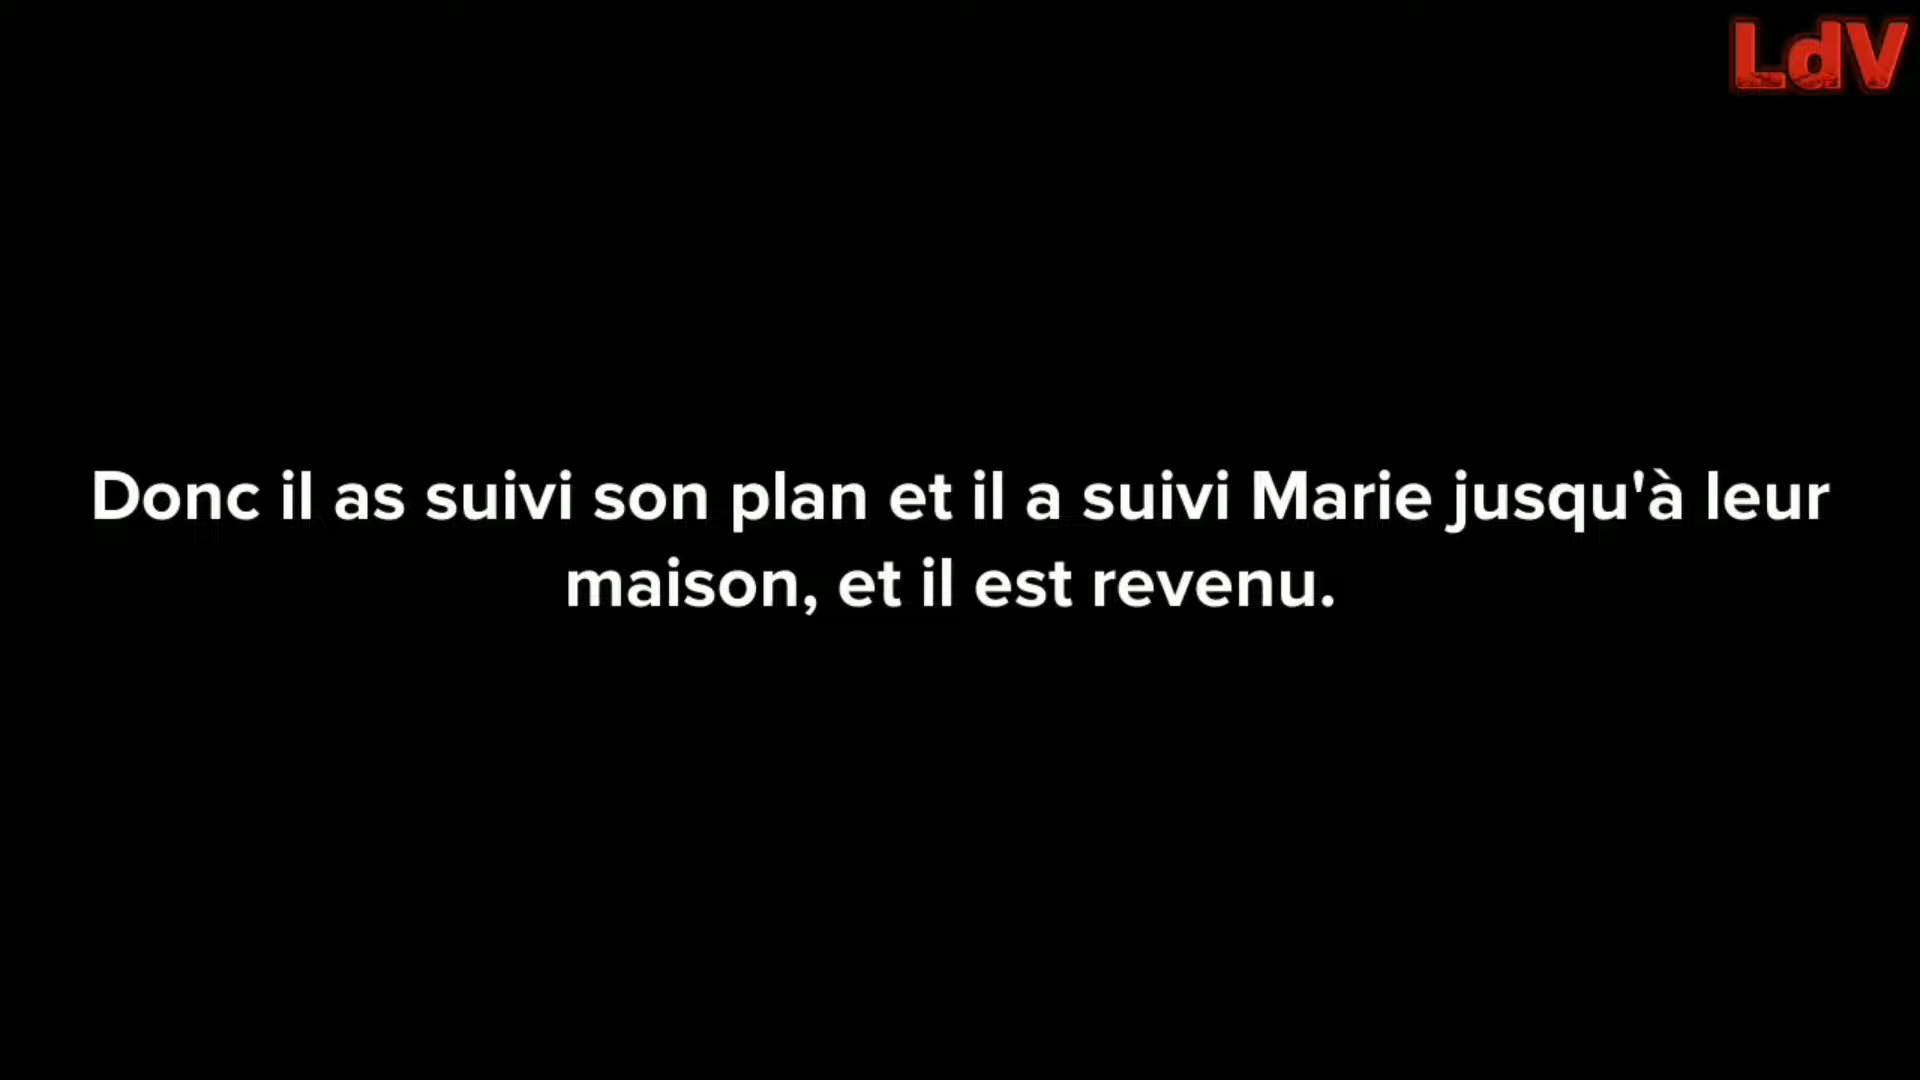 LdV
Donc il as suivi son plan et il a suivi Marie jusqu'à leur
maison, et il est revenu.